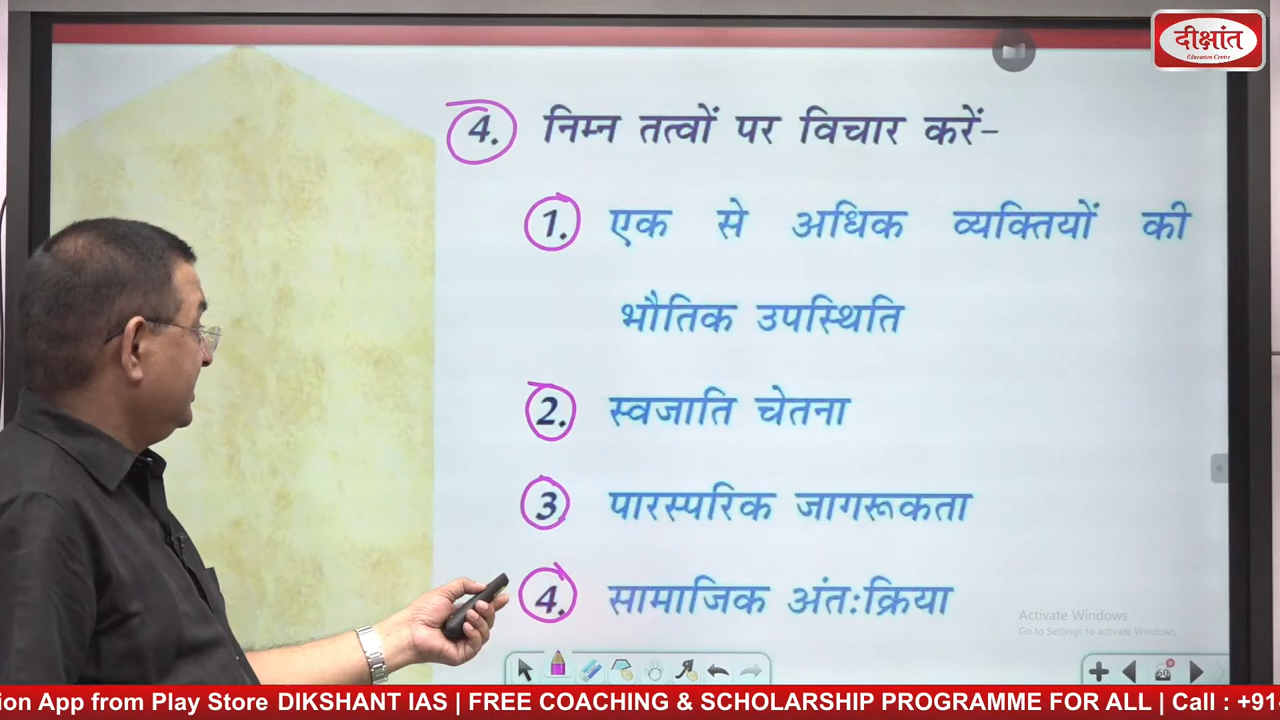 दीक्षांत
Education Centre
4. निम्न तत्वों पर विचार करें-
1. एक से अधिक व्यक्तियों की
भौतिक उपस्थिति
2. स्वजाति चेतना
3. पारस्परिक जागरूकता
4. सामाजिक अंतःक्रिया
Activate Windows
Go to Settings to activate Windows.
ion App from Play Store DIKSHANT IAS | FREE COACHING & SCHOLARSHIP PROGRAMME FOR ALL | Call : +91